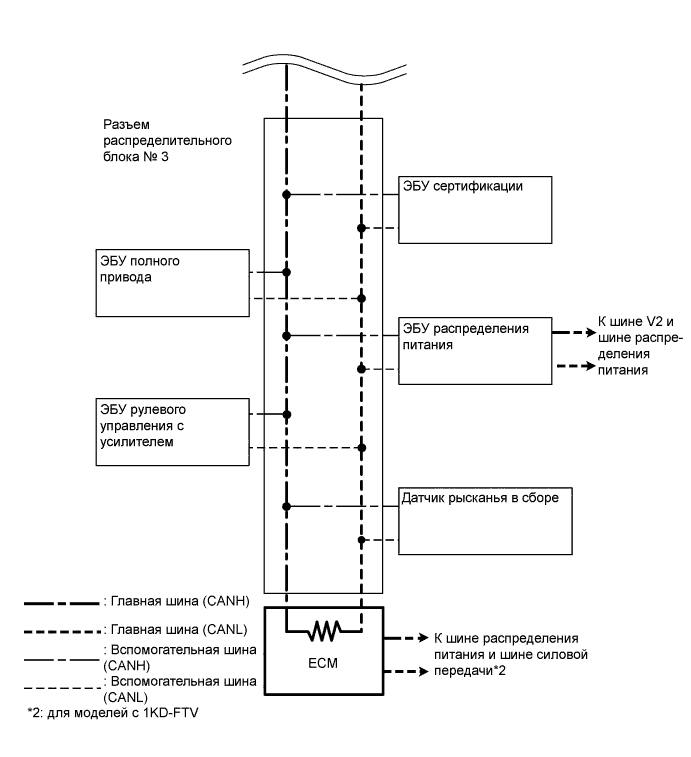 Разъем
распределительного
блока № 3
ЭБУ сертификации
ЭБУ полного
привода
ЭБУ распределения
питания
К шине V2 и
шине распре-
деления
питания
ЭБУ рулевого
управления с
усилителем
Датчик рысканья в сборе
: Главная шина (CANH)
: Главная шина (CANL)
: Вспомогательная шина
(CANH)
: Вспомогательная шина
(CANL)
*2: для моделей с 1KD-FTV
ECM
К шине распределения
питания и шине силовой
передачи*2